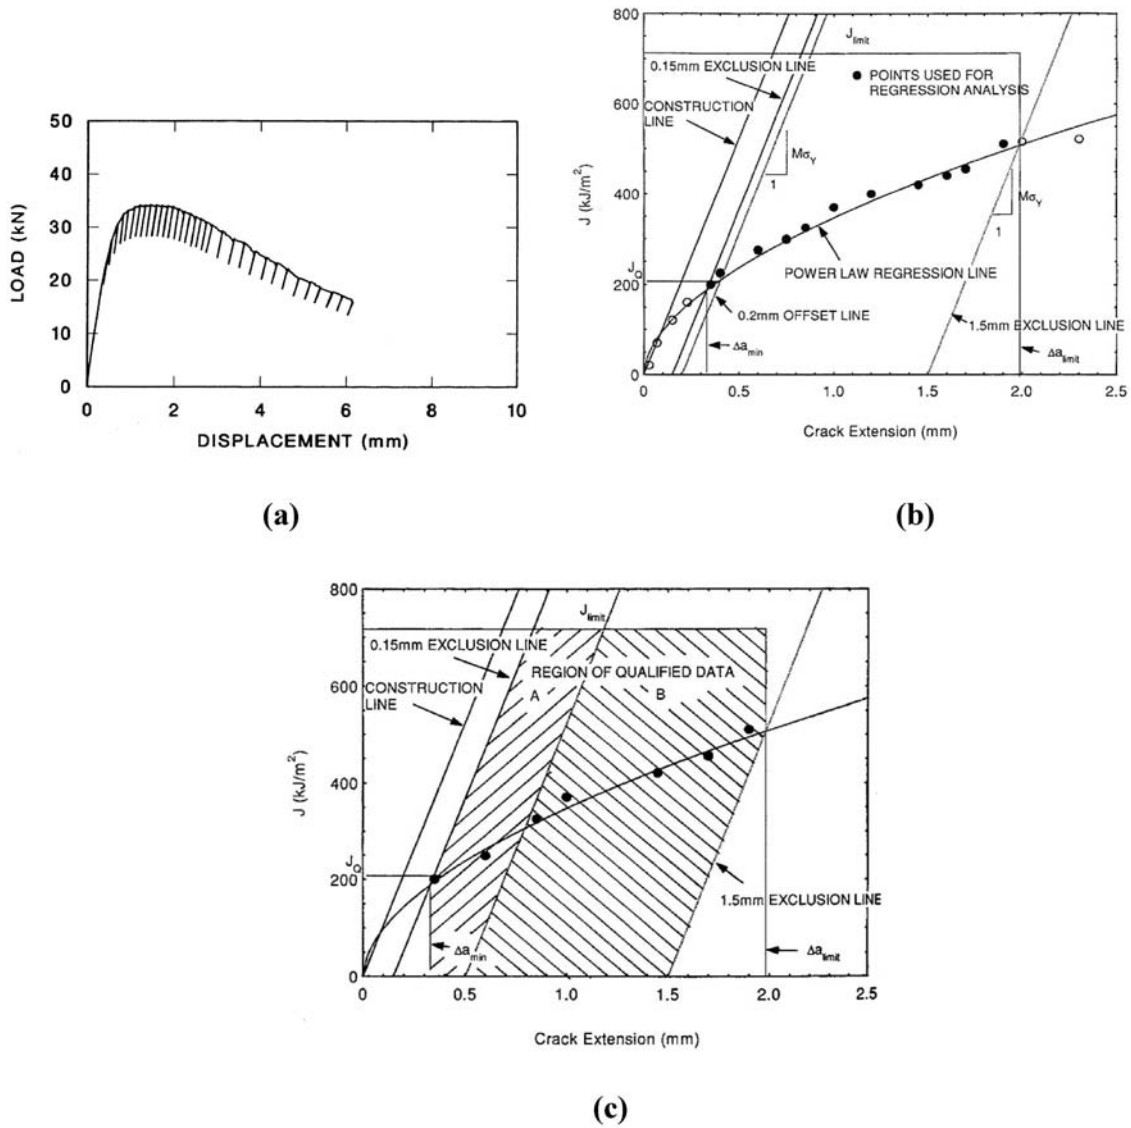 50
40
30
20
10
0
LOAD (kN)
0 2 4 6 8 10
DISPLACEMENT (mm)
(a)
800
600
400
200
0
J (kJ/m²)
J_Q
J_limit
0.15mm EXCLUSION LINE
POINTS USED FOR
REGRESSION ANALYSIS
CONSTRUCTION
LINE
Mσ_Y
1
Mσ_Y
1
POWER LAW REGRESSION LINE
0.2mm OFFSET LINE
1.5mm EXCLUSION LINE
Δa_min
Δa_limit
0 0.5 1.0 1.5 2.0 2.5
Crack Extension (mm)
(b)
800
600
400
200
0
J (kJ/m²)
J_Q
J_limit
0.15mm EXCLUSION LINE
REGION OF QUALIFIED DATA
A B
CONSTRUCTION
LINE
1.5mm EXCLUSION LINE
Δa_min
Δa_limit
0 0.5 1.0 1.5 2.0 2.5
Crack Extension (mm)
(c)